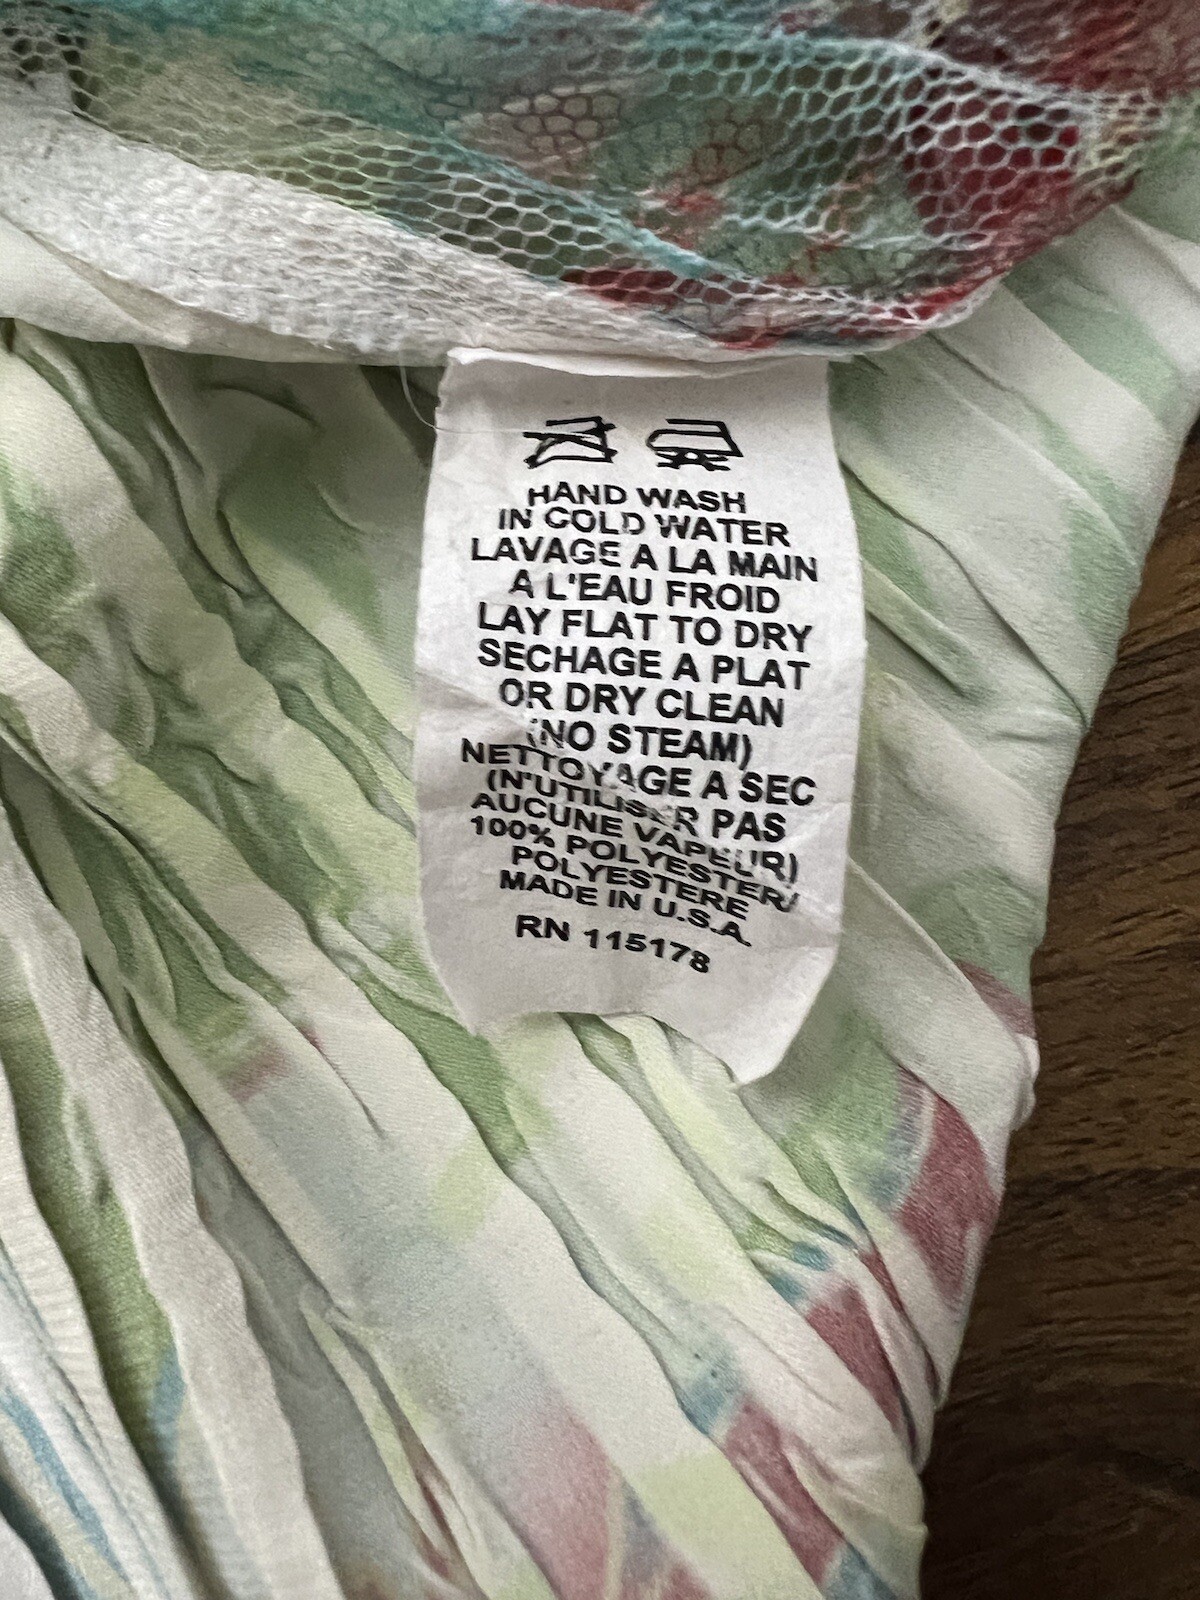 HAND WASH
IN COLD WATER
LAVAGE A LA MAIN
A L'EAU FROID
LAY FLAT TO DRY
SECHAGE A PLAT
OR DRY CLEAN
(NO STEAM)
NETTOYAGE A SEC
(N'UTILISER PAS
AUCUNE VAPEUR)
100% POLYESTER/
POLYESTERE
MADE IN U.S.A.
RN 115178